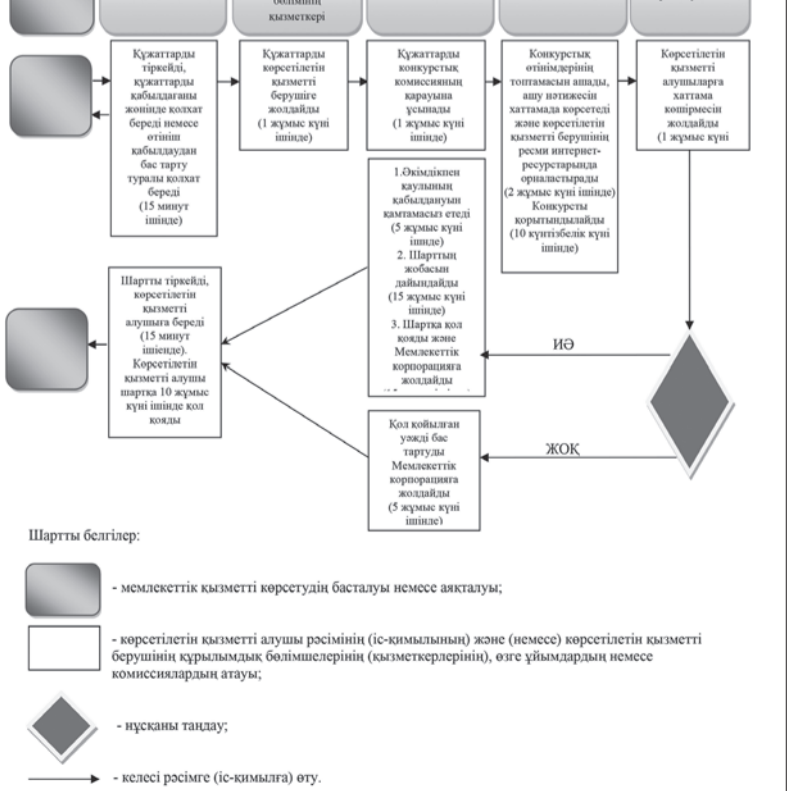 бөлімінің
қызметкері
Құжаттарды
тіркейді,
құжаттарды
қабылдағаны
жөнінде қолхат
береді немесе
өтініш
қабылдаудан
бас тарту
туралы қолхат
береді
(15 минут
ішінде)
Құжаттарды
көрсетілетін
қызметті
берушіге
жолдайды
(1 жұмыс күні
ішінде)
Құжаттарды
конкурстық
комиссияның
қарауына
ұсынады
(1 жұмыс күні
ішінде)
Конкурстық
өтінімдерінің
топтамасын ашады,
ашу нәтижесін
хаттамада көрсетеді
және көрсетілетін
қызметті берушінің
ресми интернет-
ресурстарында
орналастырады
(2 жұмыс күні ішінде)
Конкурсты
қорытындылайды
(10 күнтізбелік күні
ішінде)
Көрсетілетін
қызметті
алушыларға
хаттама
көшірмесін
жолдайды
(1 жұмыс күні
1.Әкімдікпен
қаулының
қабылдануын
қамтамасыз етеді
(5 жұмыс күні
ішінде)
2. Шарттың
жобасын
дайындайды
(15 жұмыс күні
ішінде)
3. Шартқа қол
қояды және
Мемлекеттік
корпорацияға
жолдайды
Шартты тіркейді,
көрсетілетін
қызметті
алушыға береді
(15 минут
ішіенде).
Көрсетілетін
қызметті алушы
шартқа 10 жұмыс
күні ішінде қол
қояды
ИӘ
ЖОҚ
Қол қойылған
уәжді бас
тартуды
Мемлекеттік
корпорацияға
жолдайды
(5 жұмыс күні
ішінде)
Шартты белгілер:
- мемлекеттік қызметті көрсетудің басталуы немесе аяқталуы;
- көрсетілетін қызметті алушы рәсімінің (іс-қимылының) және (немесе) көрсетілетін қызметті
берушінің құрылымдық бөлімшелерінің (қызметкерлерінің), өзге ұйымдардың немесе
комиссиялардың атауы;
- нұсқаны таңдау;
- келесі рәсімге (іс-қимылға) өту.